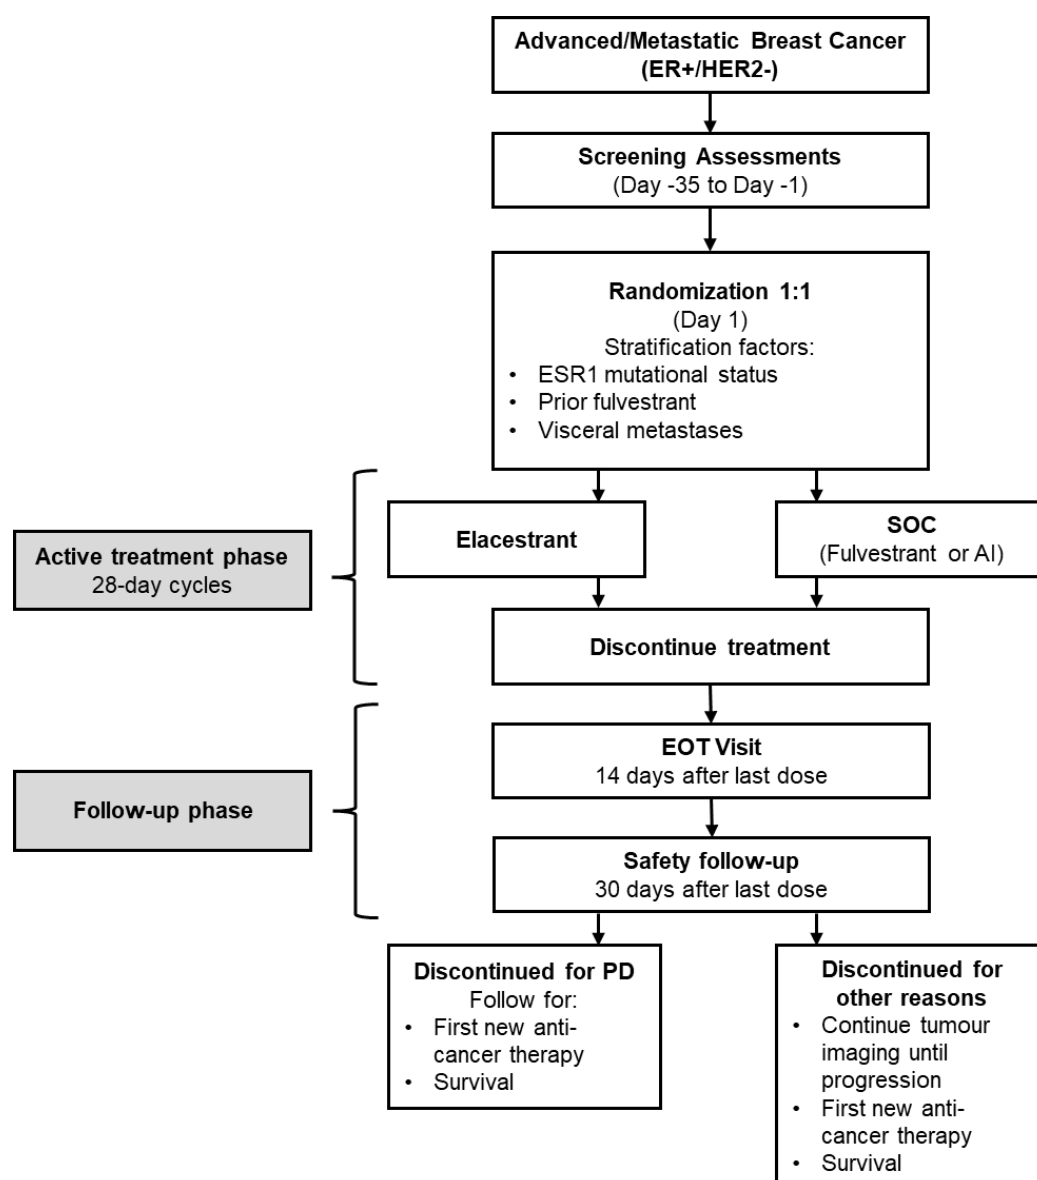 Advanced/Metastatic Breast Cancer
(ER+/HER2-)
Screening Assessments
(Day -35 to Day -1)
Randomization 1:1
(Day 1)
Stratification factors:
• ESR1 mutational status
• Prior fulvestrant
• Visceral metastases
Active treatment phase
28-day cycles
Elacestrant
SOC
(Fulvestrant or AI)
Discontinue treatment
Follow-up phase
EOT Visit
14 days after last dose
Safety follow-up
30 days after last dose
Discontinued for PD
Follow for:
• First new anti-
cancer therapy
• Survival
Discontinued for
other reasons
• Continue tumour
imaging until
progression
• First new anti-
cancer therapy
• Survival